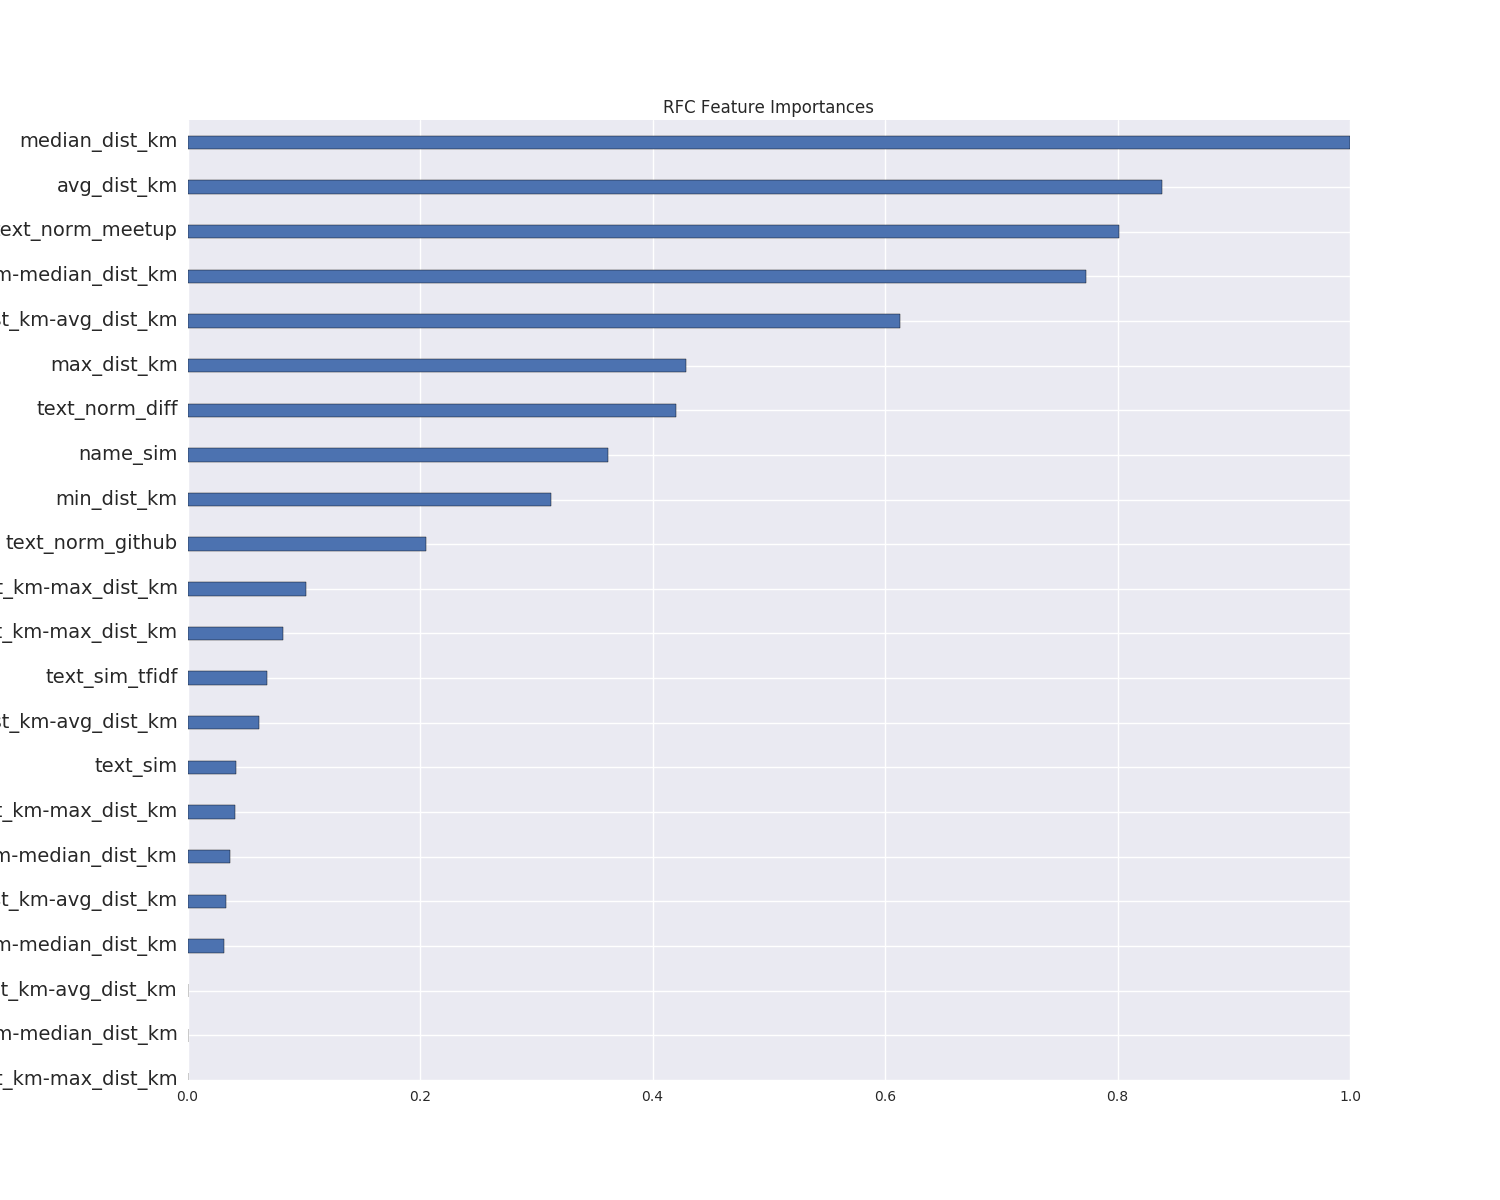 RFC Feature Importances
median_dist_km
avg_dist_km
ext_norm_meetup
m-median_dist_km
t_km-avg_dist_km
max_dist_km
text_norm_diff
name_sim
min_dist_km
text_norm_github
t_km-max_dist_km
t_km-max_dist_km
text_sim_tfidf
st_km-avg_dist_km
text_sim
t_km-max_dist_km
m-median_dist_km
st_km-avg_dist_km
m-median_dist_km
t_km-avg_dist_km
m-median_dist_km
t_km-max_dist_km
0.0 0.2 0.4 0.6 0.8 1.0